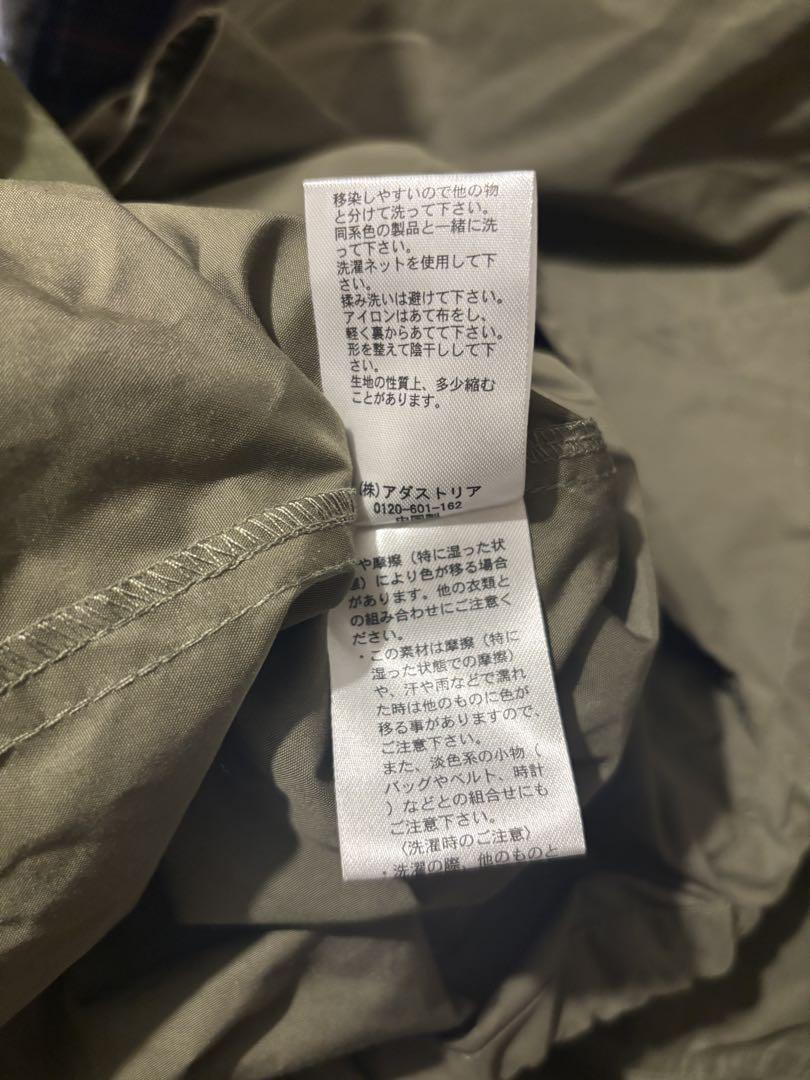 移染しやすいので他の物
と分けて洗って下さい。
同系色の製品と一緒に洗
って下さい。
洗濯ネットを使用して下
さい。
揉み洗いは避けて下さい。
アイロンはあて布をし、
軽く裏からあてて下さい。
形を整えて陰干しして下
さい。
生地の性質上、多少縮む
ことがあります。
(株)アダストリア
0120-601-162
中国製
や摩擦（特に湿った状
）により色が移る場合
があります。他の衣類と
の組み合わせにご注意く
ださい。
・この素材は摩擦（特に
湿った状態での摩擦）
や、汗や雨などで濡れ
た時は他のものに色が
移る事がありますので、
ご注意下さい。
また、淡色系の小物（
バッグやベルト、時計
）などとの組合せにも
ご注意下さい。
〈洗濯時のご注意〉
・洗濯の際、他のものと